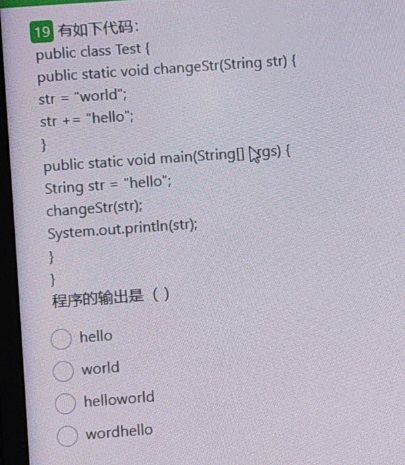 19 有如下代码:
public class Test {
public static void changeStr(String str) {
str = "world";
str += "hello";
}
public static void main(String[] args) {
String str = "hello";
changeStr(str);
System.out.println(str);
}
}
程序的输出是 ( )
hello
world
helloworld
wordhello